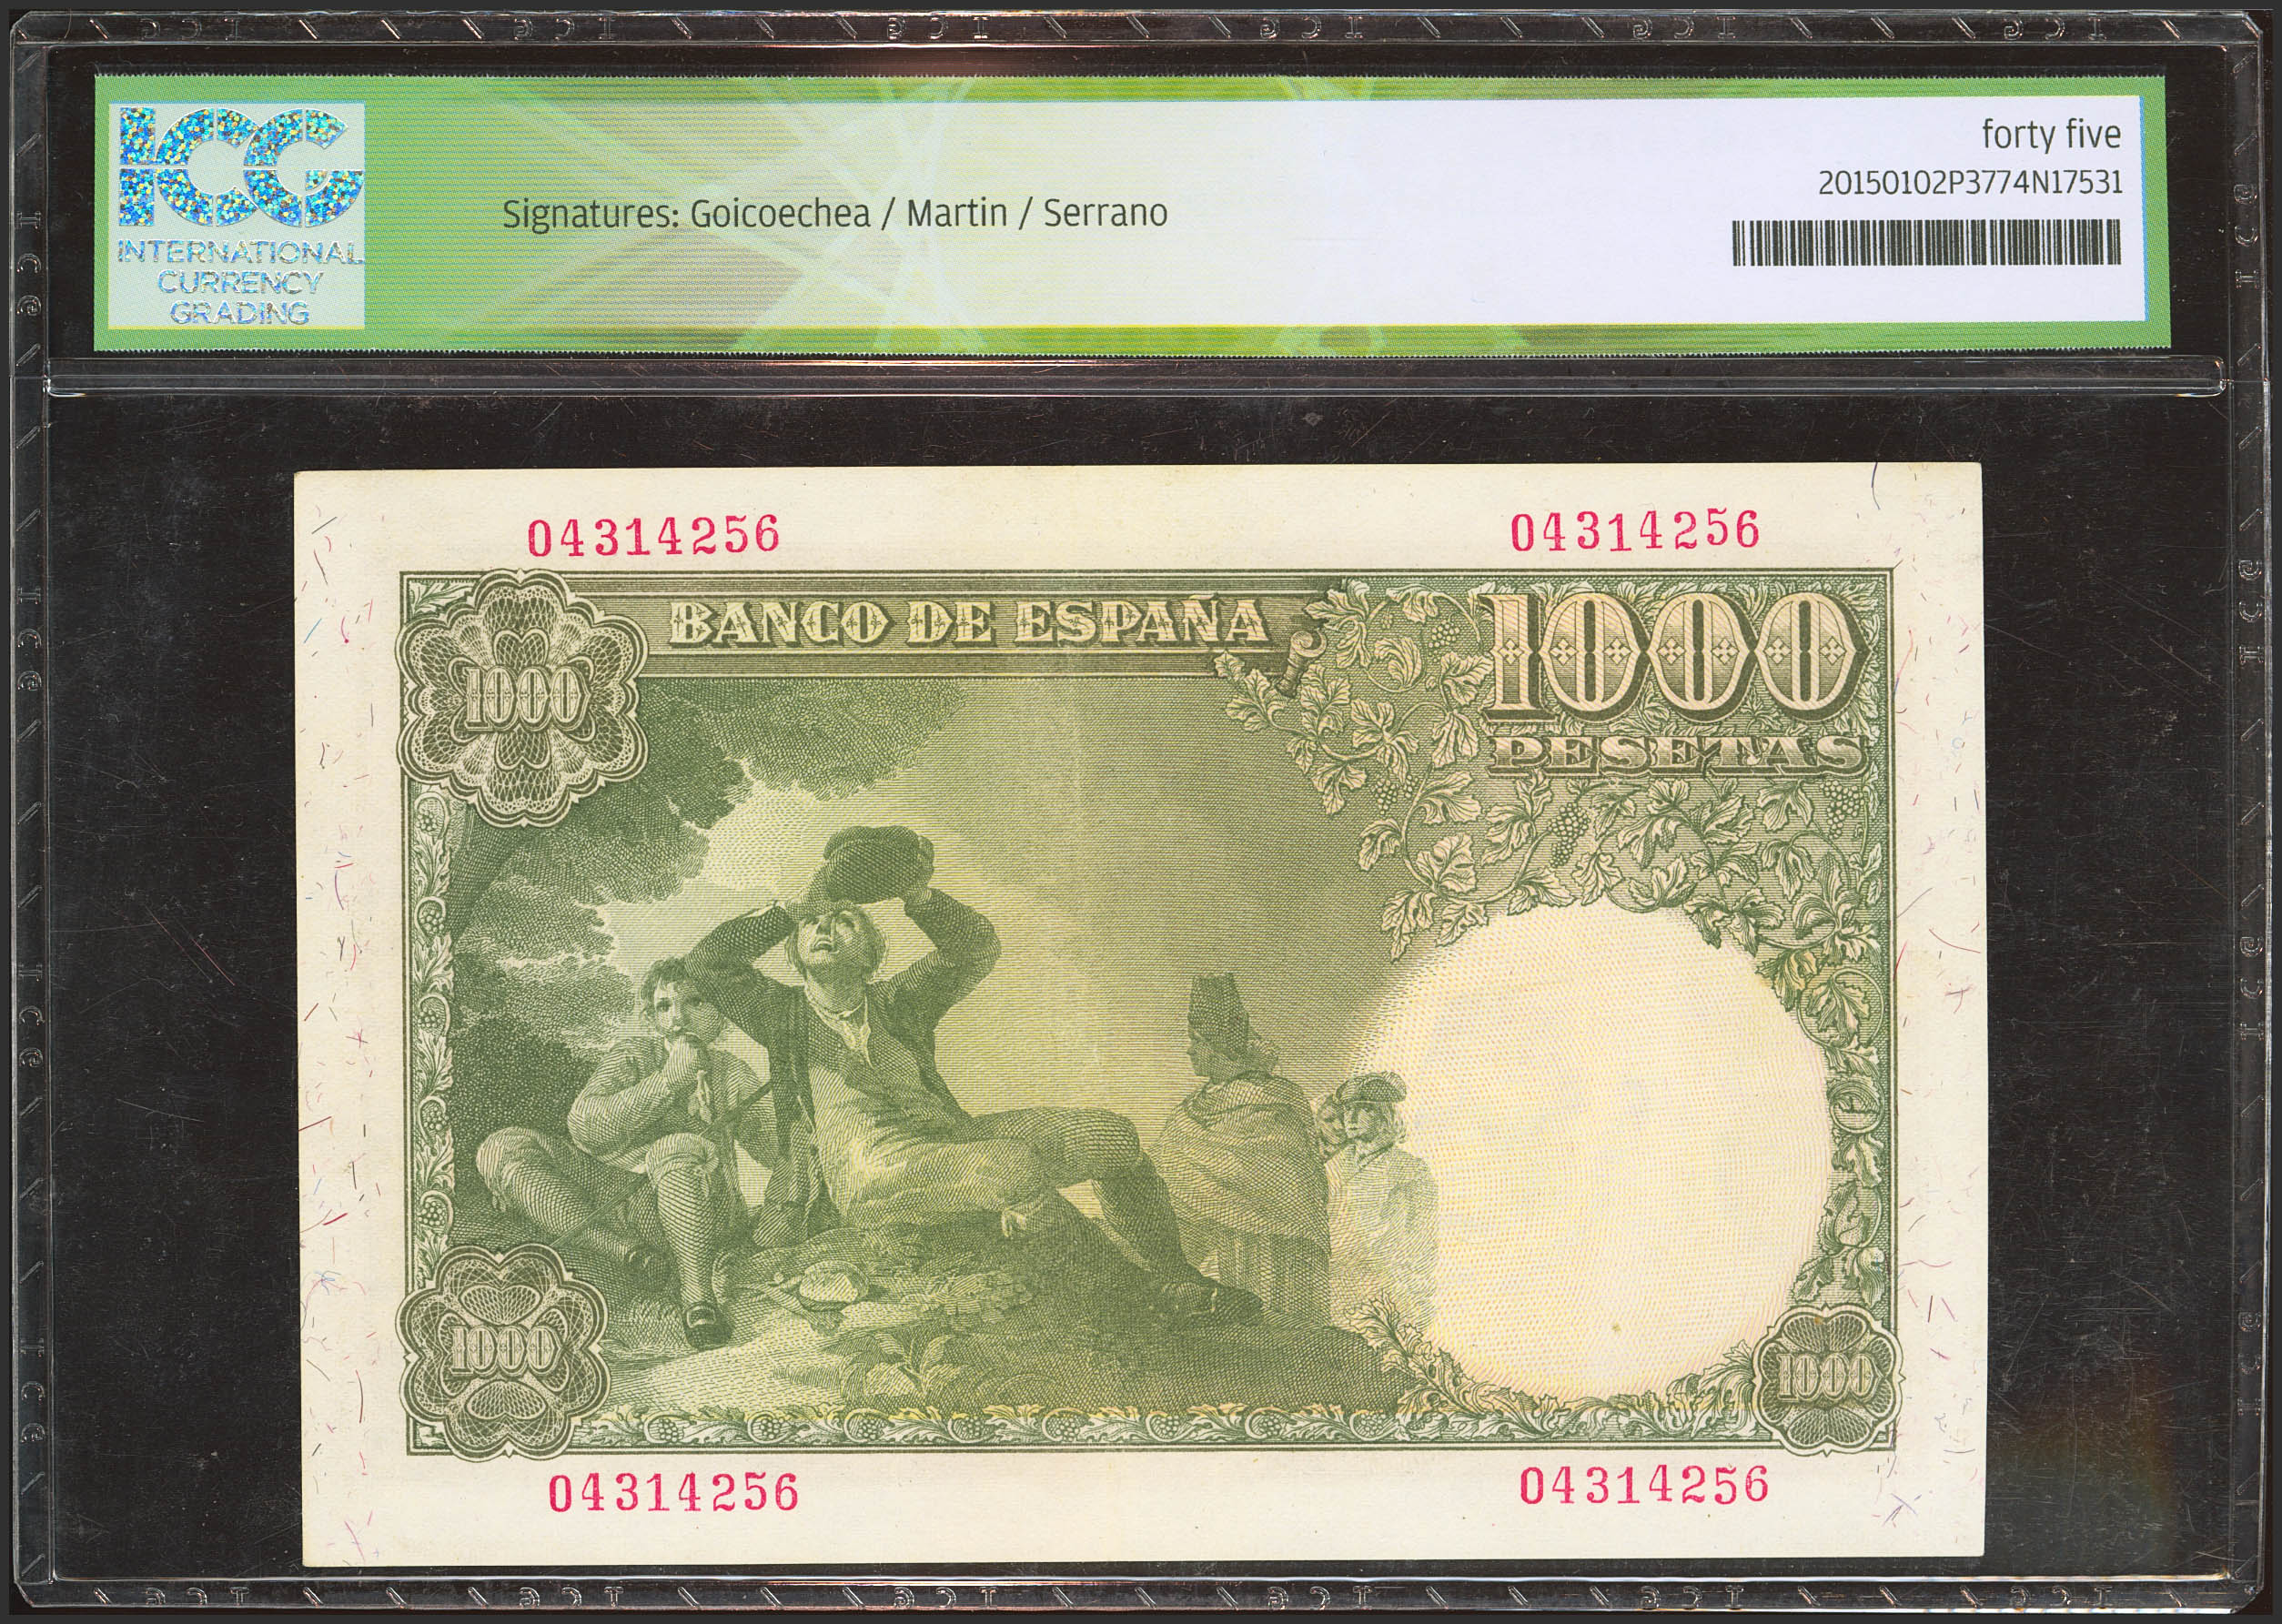 ICG
INTERNATIONAL
CURRENCY
GRADING
Signatures: Goicoechea / Martin / Serrano
forty five
20150102P3774N17531
04314256
04314256
BANCO DE ESPAÑA
1000
PESETAS
1000
1000
1000
04314256
04314256